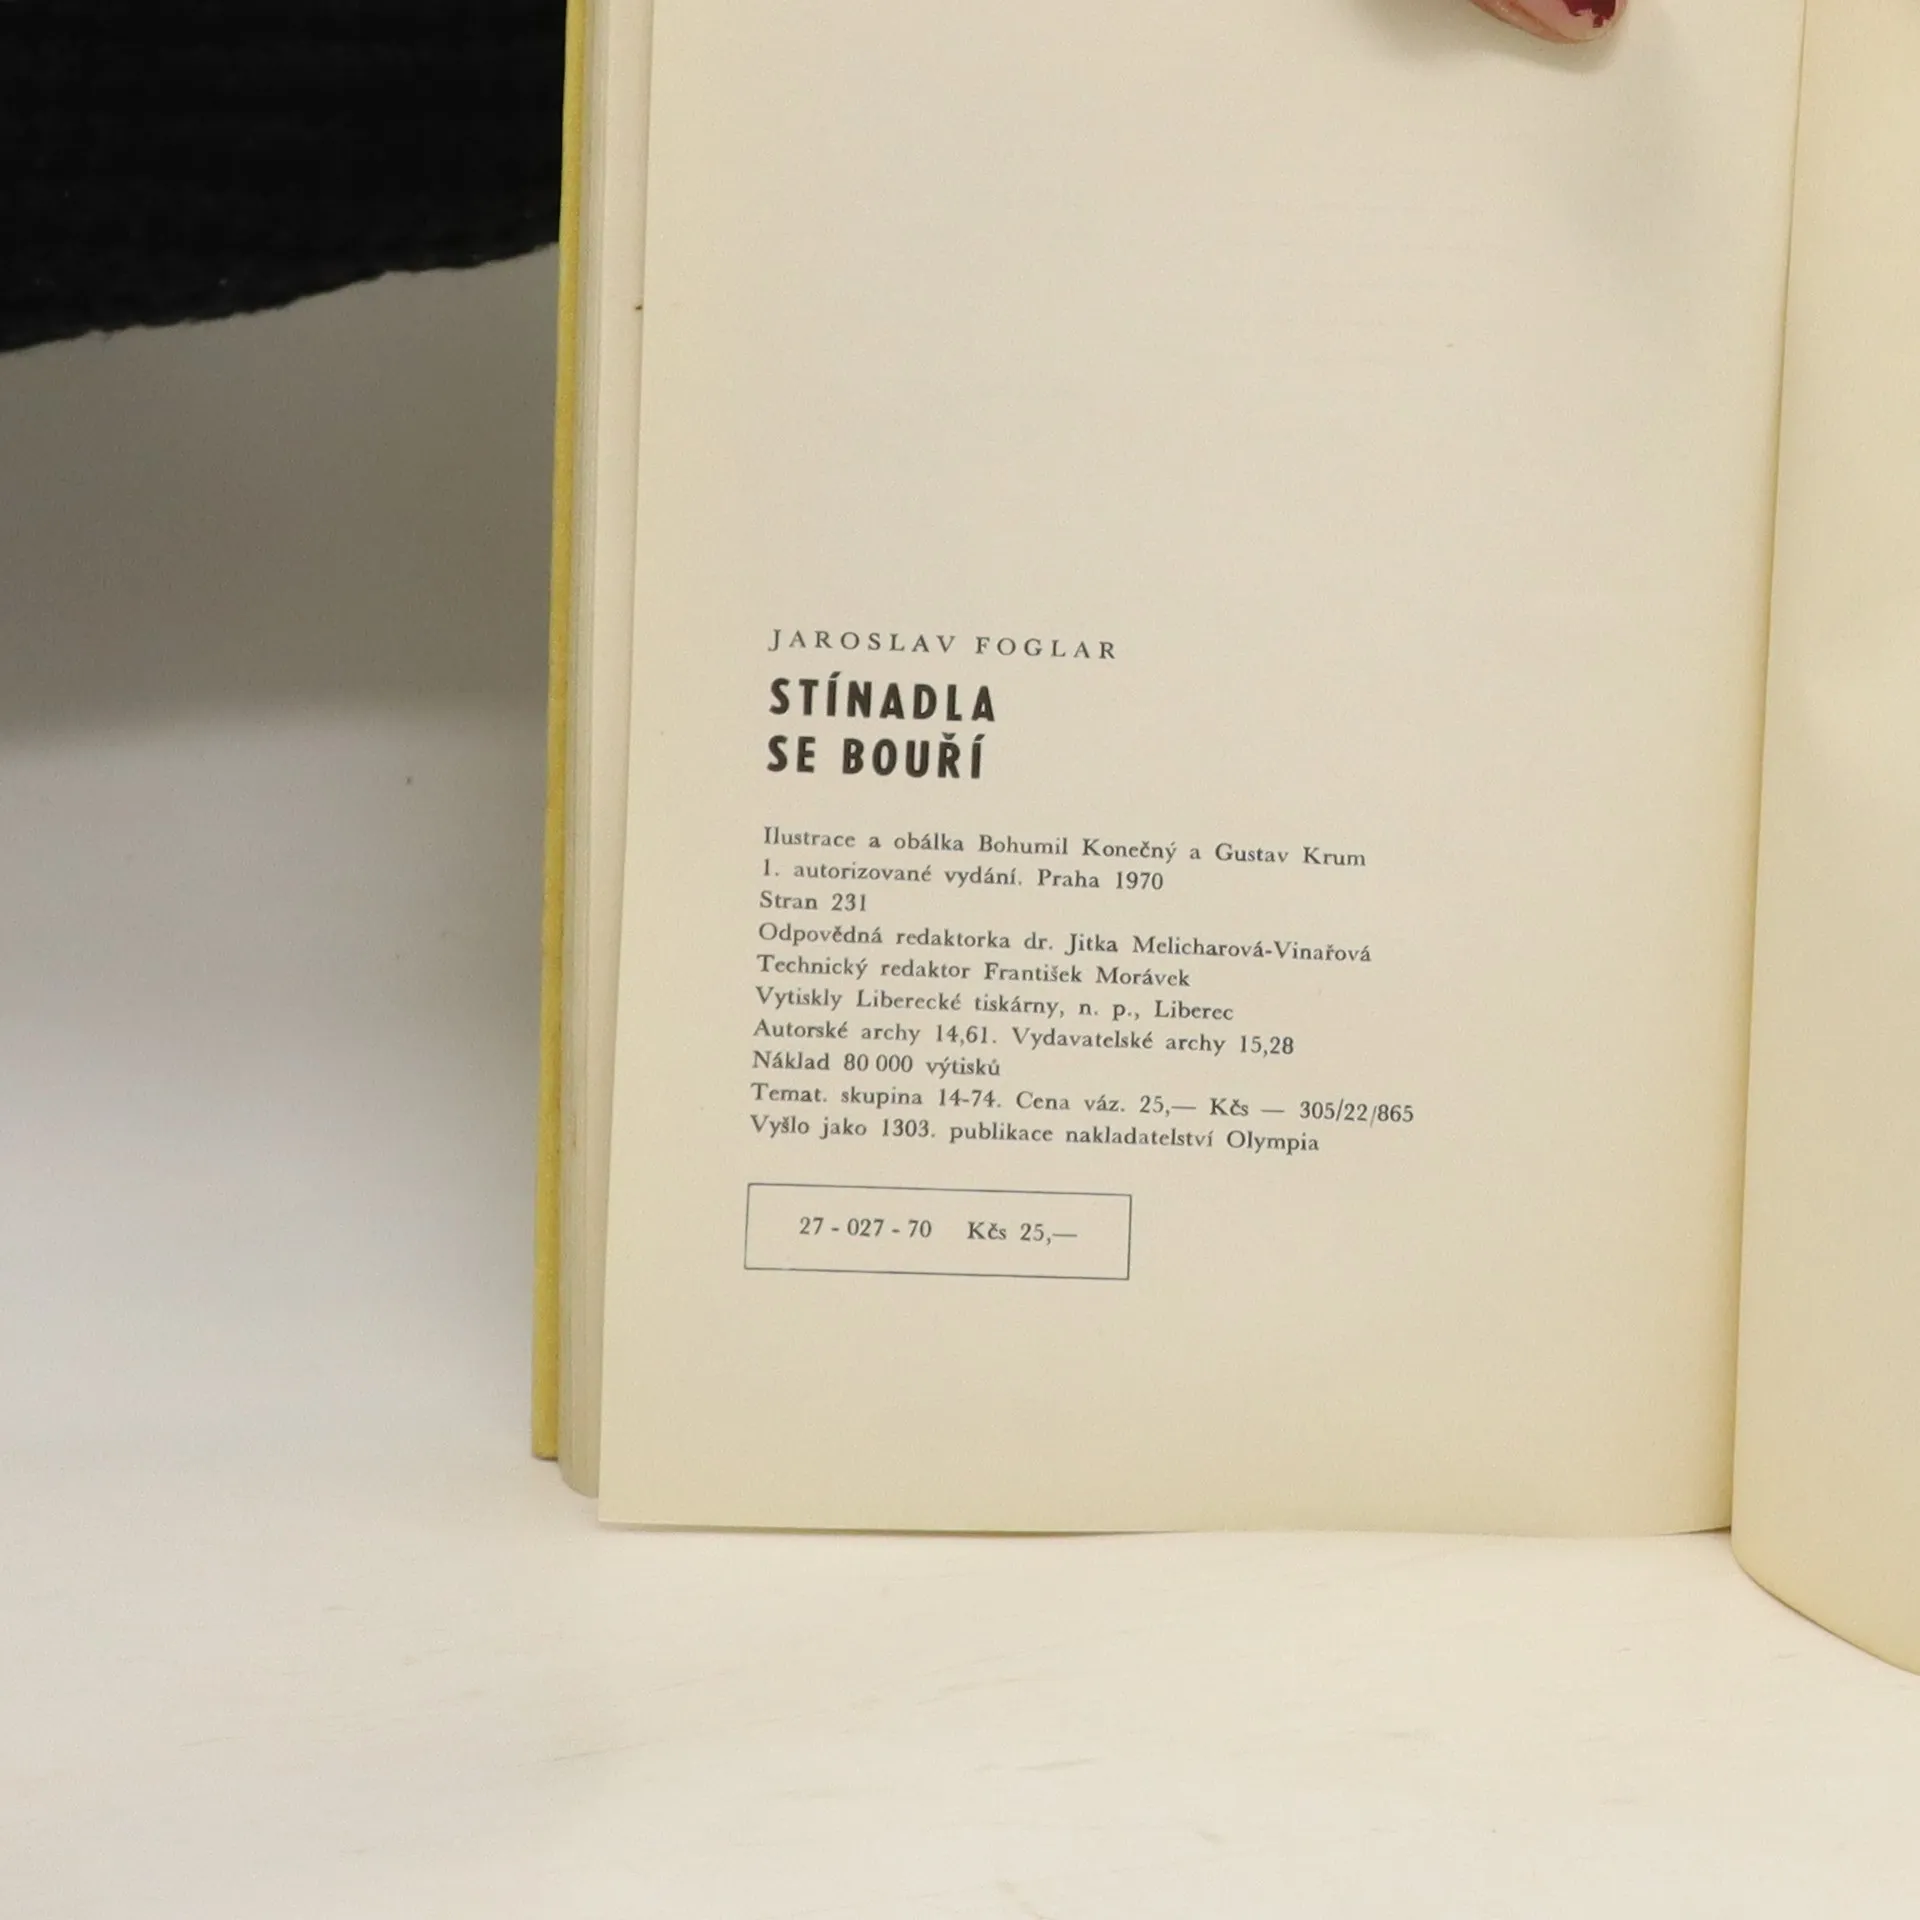 JAROSLAV FOGLAR
STÍNADLA
SE BOUŘÍ
Ilustrace a obálka Bohumil Konečný a Gustav Krum
1. autorizované vydání. Praha 1970
Stran 231
Odpovědná redaktorka dr. Jitka Melicharová-Vinařová
Technický redaktor František Morávek
Vytiskly Liberecké tiskárny, n. p., Liberec
Autorské archy 14,61. Vydavatelské archy 15,28
Náklad 80 000 výtisků
Temat. skupina 14-74. Cena váz. 25,— Kčs — 305/22/865
Vyšlo jako 1303. publikace nakladatelství Olympia
27 - 027 - 70 Kčs 25,—